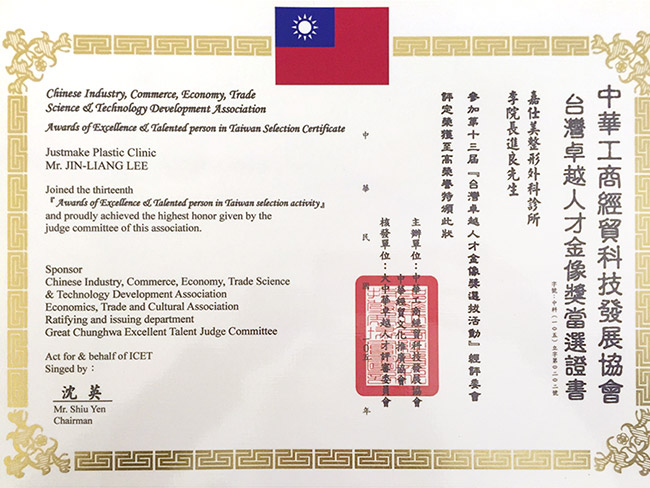 Chinese Industry, Commerce, Economy, Trade
Science & Technology Development Association
Awards of Excellence & Talented person in Taiwan Selection Certificate
Justmake Plastic Clinic
Mr. JIN-LIANG LEE
Joined the thirteenth
『 Awards of Excellence & Talented person in Taiwan selection activity』
and proudly achieved the highest honor given by the
judge committee of this association.
Sponsor
Chinese Industry, Commerce, Economy, Trade Science
& Technology Development Association
Economics, Trade and Cultural Association
Ratifying and issuing department
Great Chunghwa Excellent Talent Judge Committee
Act for & behalf of ICET
Singed by：
沈英
Mr. Shiu Yen
Chairman
中華工商經貿科技發展協會
台灣卓越人才金像獎當選證書
字號：中科(一０五)立字第０二０二號
嘉仕美整形外科診所
李院長進良先生
參加第十三屆『台灣卓越人才金像獎選拔活動』經評委會
評定榮獲至高榮譽特頒此狀
主辦單位：中華工商經貿科技發展協會
中華經貿文化推廣協會
核發單位：大中華卓越人才評審委員會
中華民國一０五年